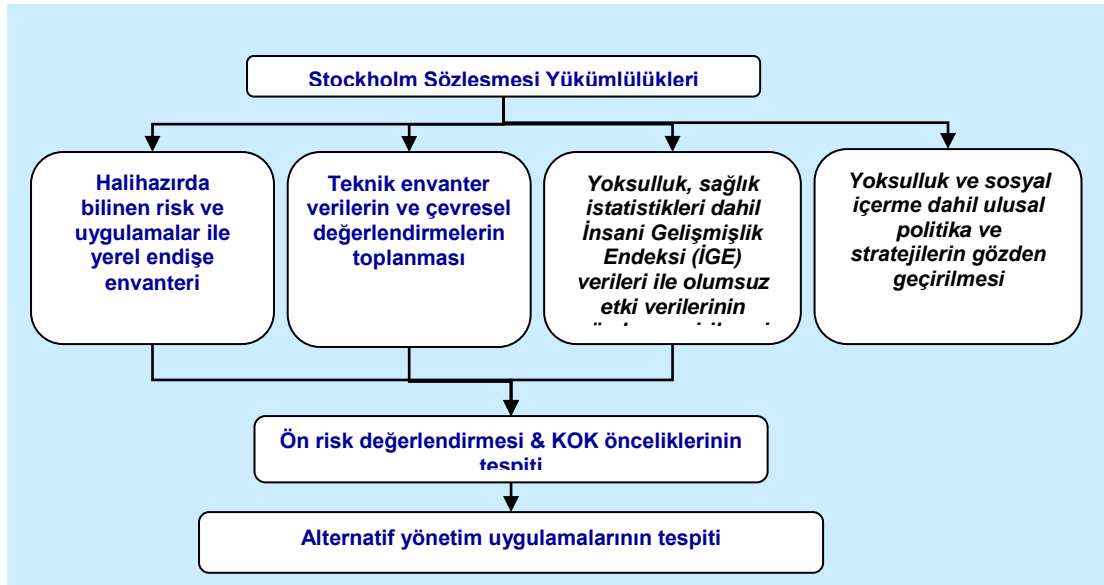 Stockholm Sözleşmesi Yükümlülükleri
Halihazırda
bilinen risk ve
uygulamalar ile
yerel endişe
envanteri
Teknik envanter
verilerin ve çevresel
değerlendirmelerin
toplanması
Yoksulluk, sağlık
istatistikleri dahil
İnsani Gelişmişlik
Endeksi (İGE)
verileri ile olumsuz
etki verilerinin
Yoksulluk ve sosyal
içerme dahil ulusal
politika ve
stratejilerin gözden
geçirilmesi
Ön risk değerlendirmesi & KOK önceliklerinin
tespiti
Alternatif yönetim uygulamalarının tespiti